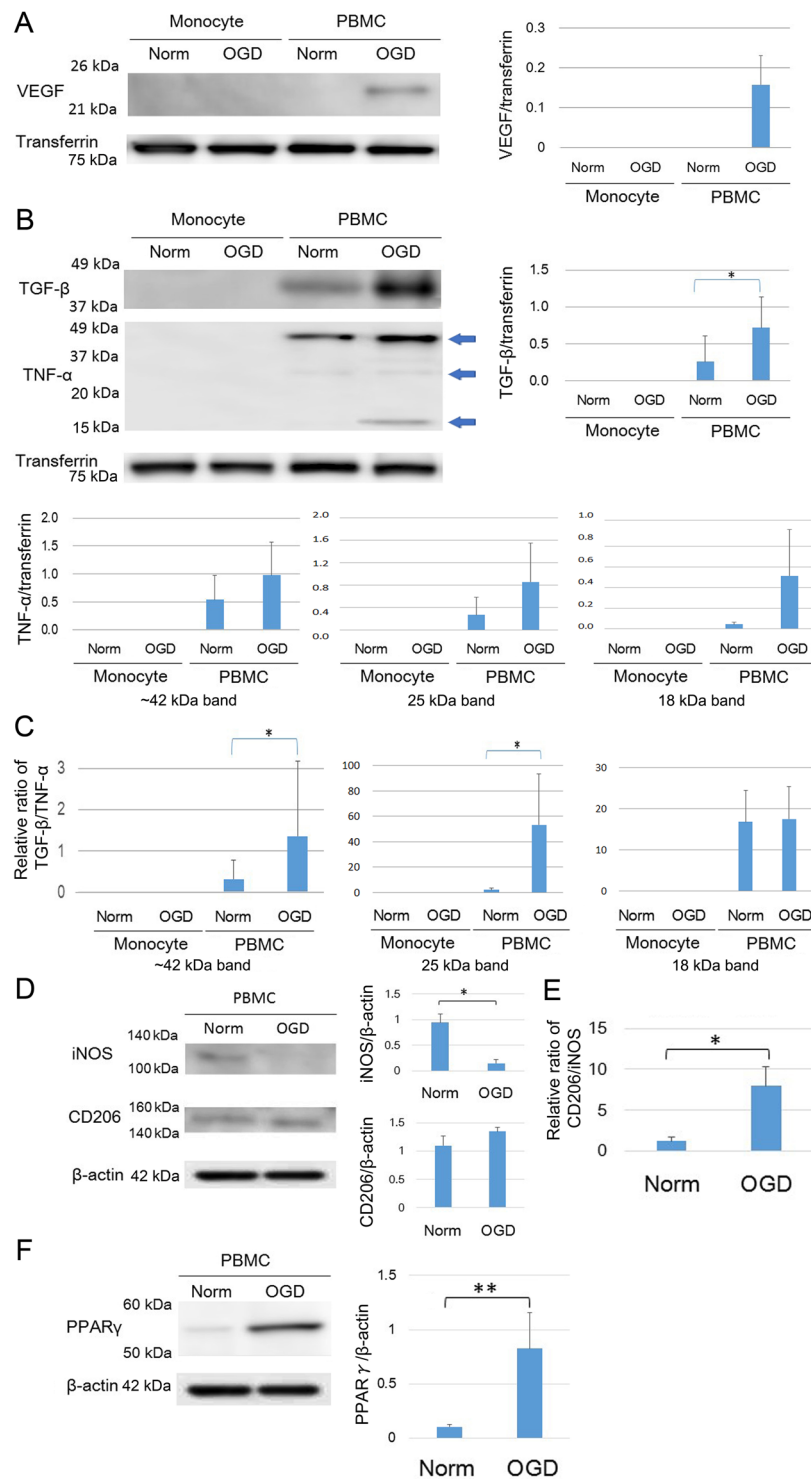 A
Monocyte PBMC
Norm OGD Norm OGD
26 kDa
VEGF
21 kDa
Transferrin
75 kDa
VEGF/transferrin
0.3
0.2
0.1
0
Norm OGD Norm OGD
Monocyte PBMC
B
Monocyte PBMC
Norm OGD Norm OGD
49 kDa
TGF-β
37 kDa
49 kDa
37 kDa
TNF-α
20 kDa
15 kDa
Transferrin
75 kDa
TGF-β/transferrin
1.5
1.0
0.5
0.0
*
Norm OGD Norm OGD
Monocyte PBMC
TNF-α/transferrin
2.0
1.5
1.0
0.5
0.0
Norm OGD Norm OGD
Monocyte PBMC
~42 kDa band
2.0
1.6
1.2
0.8
0.4
0.0
Norm OGD Norm OGD
Monocyte PBMC
25 kDa band
1.0
0.8
0.6
0.4
0.2
0.0
Norm OGD Norm OGD
Monocyte PBMC
18 kDa band
C
Relative ratio of
TGF-β/TNF-α
3
2
1
0
*
Norm OGD Norm OGD
Monocyte PBMC
~42 kDa band
100
80
60
40
20
0
*
Norm OGD Norm OGD
Monocyte PBMC
25 kDa band
30
20
10
0
Norm OGD Norm OGD
Monocyte PBMC
18 kDa band
D
PBMC
Norm OGD
140 kDa
iNOS
100 kDa
160 kDa
CD206
140 kDa
β-actin 42 kDa
iNOS/β-actin
1.5
1
0.5
0
*
Norm OGD
CD206/β-actin
1.5
1
0.5
0
Norm OGD
E
Relative ratio of
CD206/iNOS
15
10
5
0
*
Norm OGD
F
PBMC
Norm OGD
60 kDa
PPARγ
50 kDa
β-actin 42 kDa
PPARγ/β-actin
1.5
1
0.5
0
**
Norm OGD